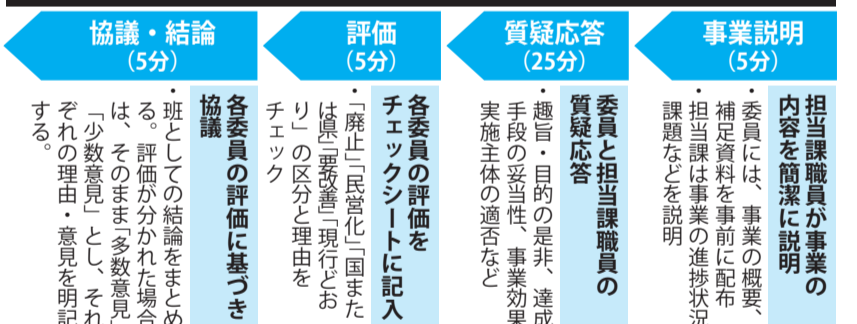 事業説明
（5分）
担当課職員が事業の
内容を簡潔に説明
・委員には、事業の概要、
補足資料を事前に配布
・担当課は事業の進捗状況
課題などを説明
質疑応答
（25分）
委員と担当課職員の
質疑応答
・趣旨・目的の是非、達成
手段の妥当性、事業効果
実施主体の適否など
評価
（5分）
各委員の評価を
チェックシートに記入
・「廃止」「民営化」「国また
は県」「要改善」「現行どお
り」の区分と理由を
チェック
協議・結論
（5分）
各委員の評価に基づき
協議
・班としての結論をまとめ
る。評価が分かれた場合
は、そのまま「多数意見」
「少数意見」とし、それ
ぞれの理由・意見を明記
する。